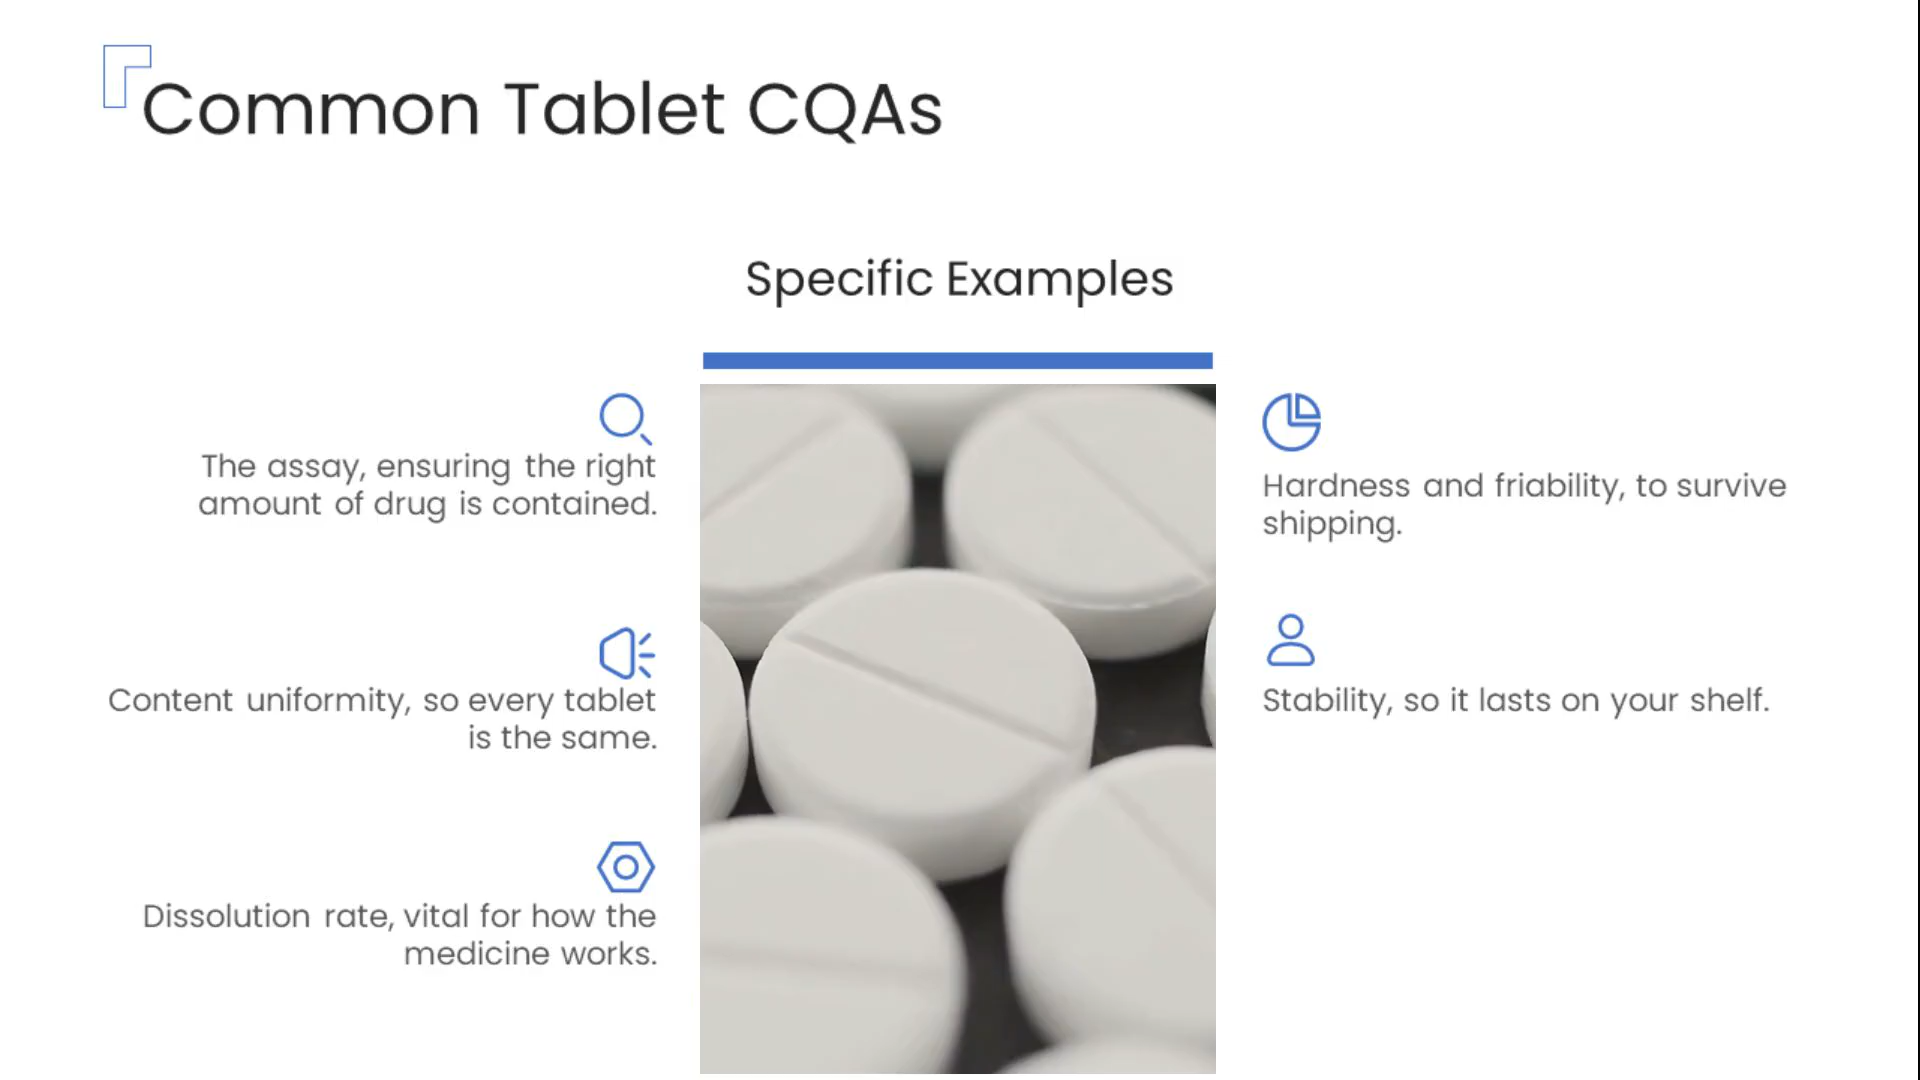 Common Tablet CQAs
Specific Examples
The assay, ensuring the right
amount of drug is contained.
Content uniformity, so every tablet
is the same.
Dissolution rate, vital for how the
medicine works.
Hardness and friability, to survive
shipping.
Stability, so it lasts on your shelf.